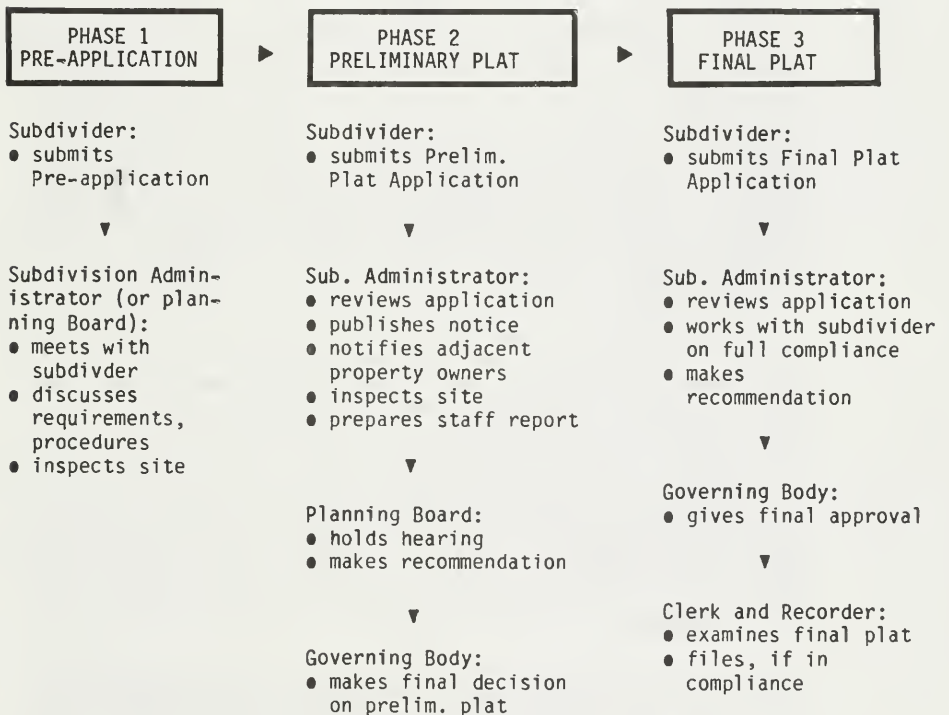 PHASE 1
PRE-APPLICATION
Subdivider:
● submits
Pre-application
Subdivision Admin-
istrator (or plan-
ning Board):
● meets with
subdivder
● discusses
requirements,
procedures
● inspects site
PHASE 2
PRELIMINARY PLAT
Subdivider:
● submits Prelim.
Plat Application
Sub. Administrator:
● reviews application
● publishes notice
● notifies adjacent
property owners
● inspects site
● prepares staff report
Planning Board:
● holds hearing
● makes recommendation
Governing Body:
● makes final decision
on prelim. plat
PHASE 3
FINAL PLAT
Subdivider:
● submits Final Plat
Application
Sub. Administrator:
● reviews application
● works with subdivider
on full compliance
● makes
recommendation
Governing Body:
● gives final approval
Clerk and Recorder:
● examines final plat
● files, if in
compliance